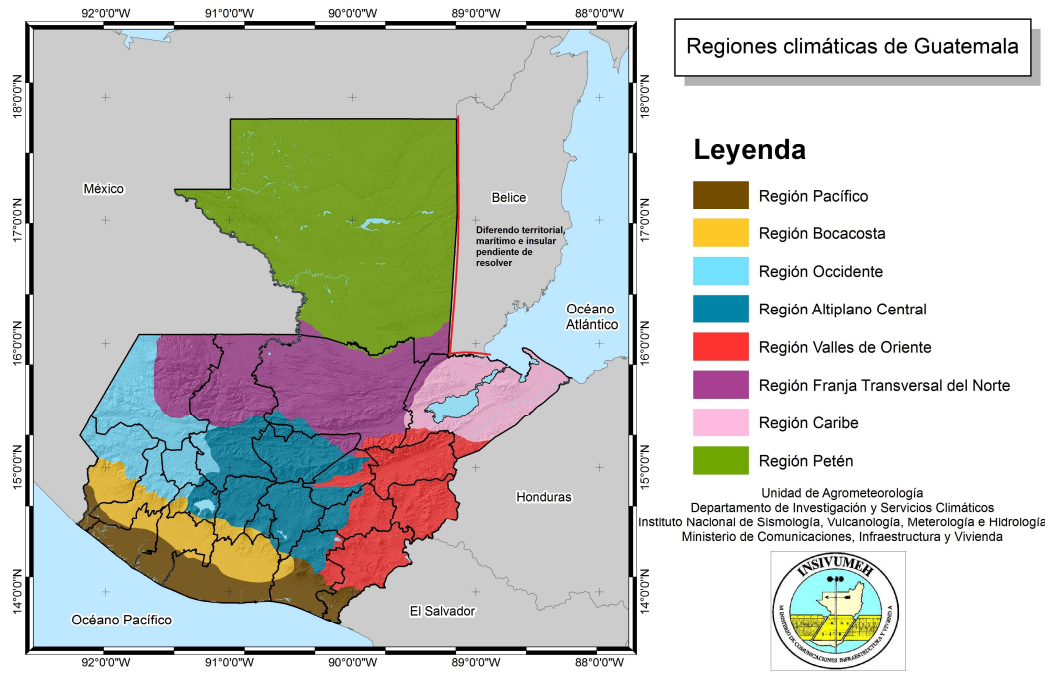 92°0'0"W 91°0'0"W 90°0'0"W 89°0'0"W 88°0'0"W
Regiones climáticas de Guatemala
18°0'0"N
18°0'0"N
Leyenda
México
Belice
Región Pacífico
17°0'0"N
17°0'0"N
Diferendo territorial,
marítimo e insular
pendiente de
resolver
Región Bocacosta
Región Occidente
Océano
Atlántico
Región Altiplano Central
16°0'0"N
16°0'0"N
Región Valles de Oriente
Región Franja Transversal del Norte
Región Caribe
15°0'0"N
15°0'0"N
Región Petén
Honduras
Unidad de Agrometeorología
Departamento de Investigación y Servicios Climáticos
Instituto Nacional de Sismología, Vulcanología, Meterología e Hidrología
Ministerio de Comunicaciones, Infraestructura y Vivienda
14°0'0"N
14°0'0"N
INSIVUMEH
El Salvador
Océano Pacífico
MINISTERIO DE COMUNICACIONES INFRAESTRUCTURA Y VIVIENDA
92°0'0"W 91°0'0"W 90°0'0"W 89°0'0"W 88°0'0"W